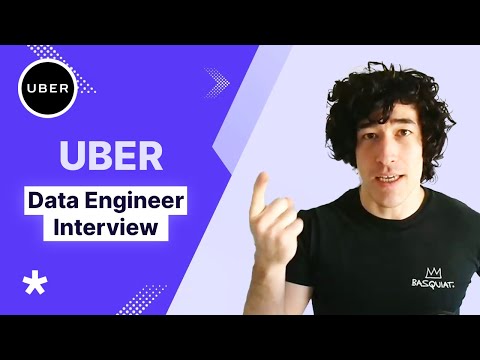 UBER
UBER
Data Engineer
Interview
BASQUIAT.